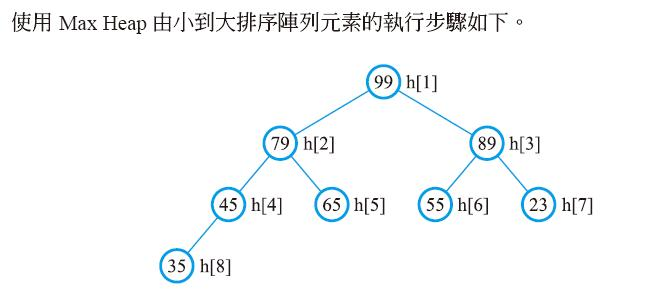 使用 Max Heap 由小到大排序陣列元素的執行步驟如下。
99 h[1]
79 h[2] 89 h[3]
45 h[4] 65 h[5] 55 h[6] 23 h[7]
35 h[8]